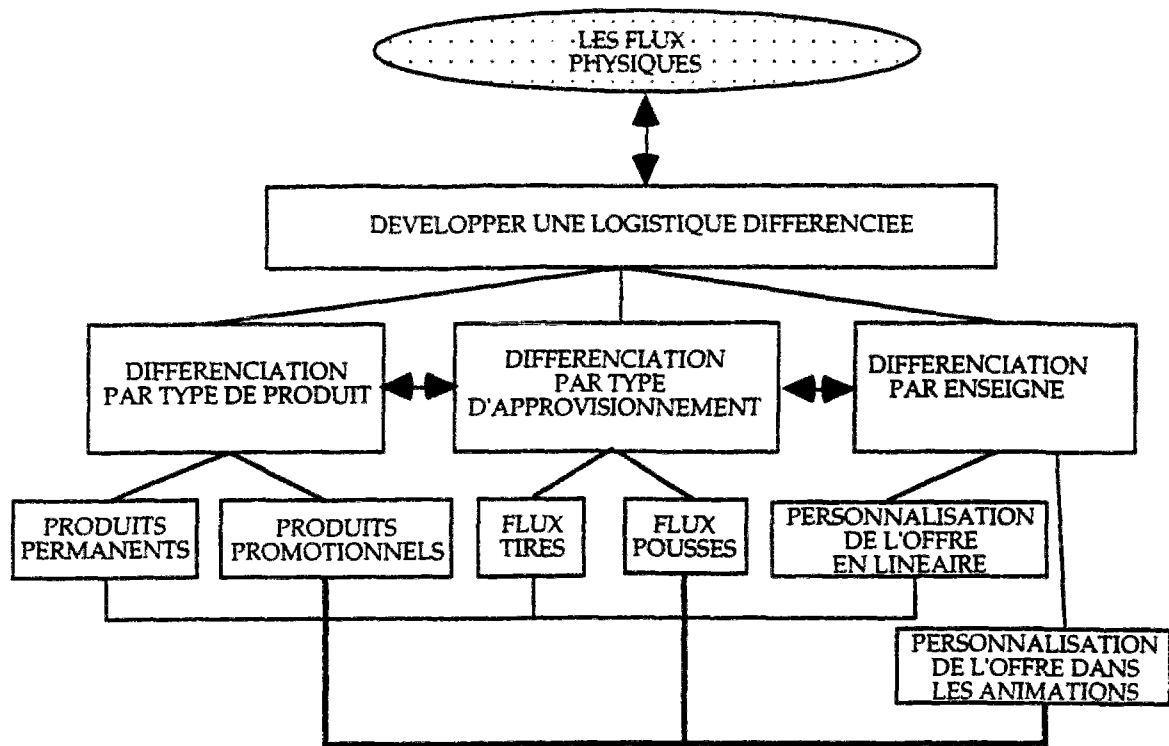 LES FLUX
PHYSIQUES
DEVELOPPER UNE LOGISTIQUE DIFFERENCIEE
DIFFERENCIATION
PAR TYPE DE PRODUIT
DIFFERENCIATION
PAR TYPE
D'APPROVISIONNEMENT
DIFFERENCIATION
PAR ENSEIGNE
PRODUITS
PERMANENTS
PRODUITS
PROMOTIONNELS
FLUX
TIRES
FLUX
POUSSES
PERSONNALISATION
DE L'OFFRE
EN LINEAIRE
PERSONNALISATION
DE L'OFFRE DANS
LES ANIMATIONS